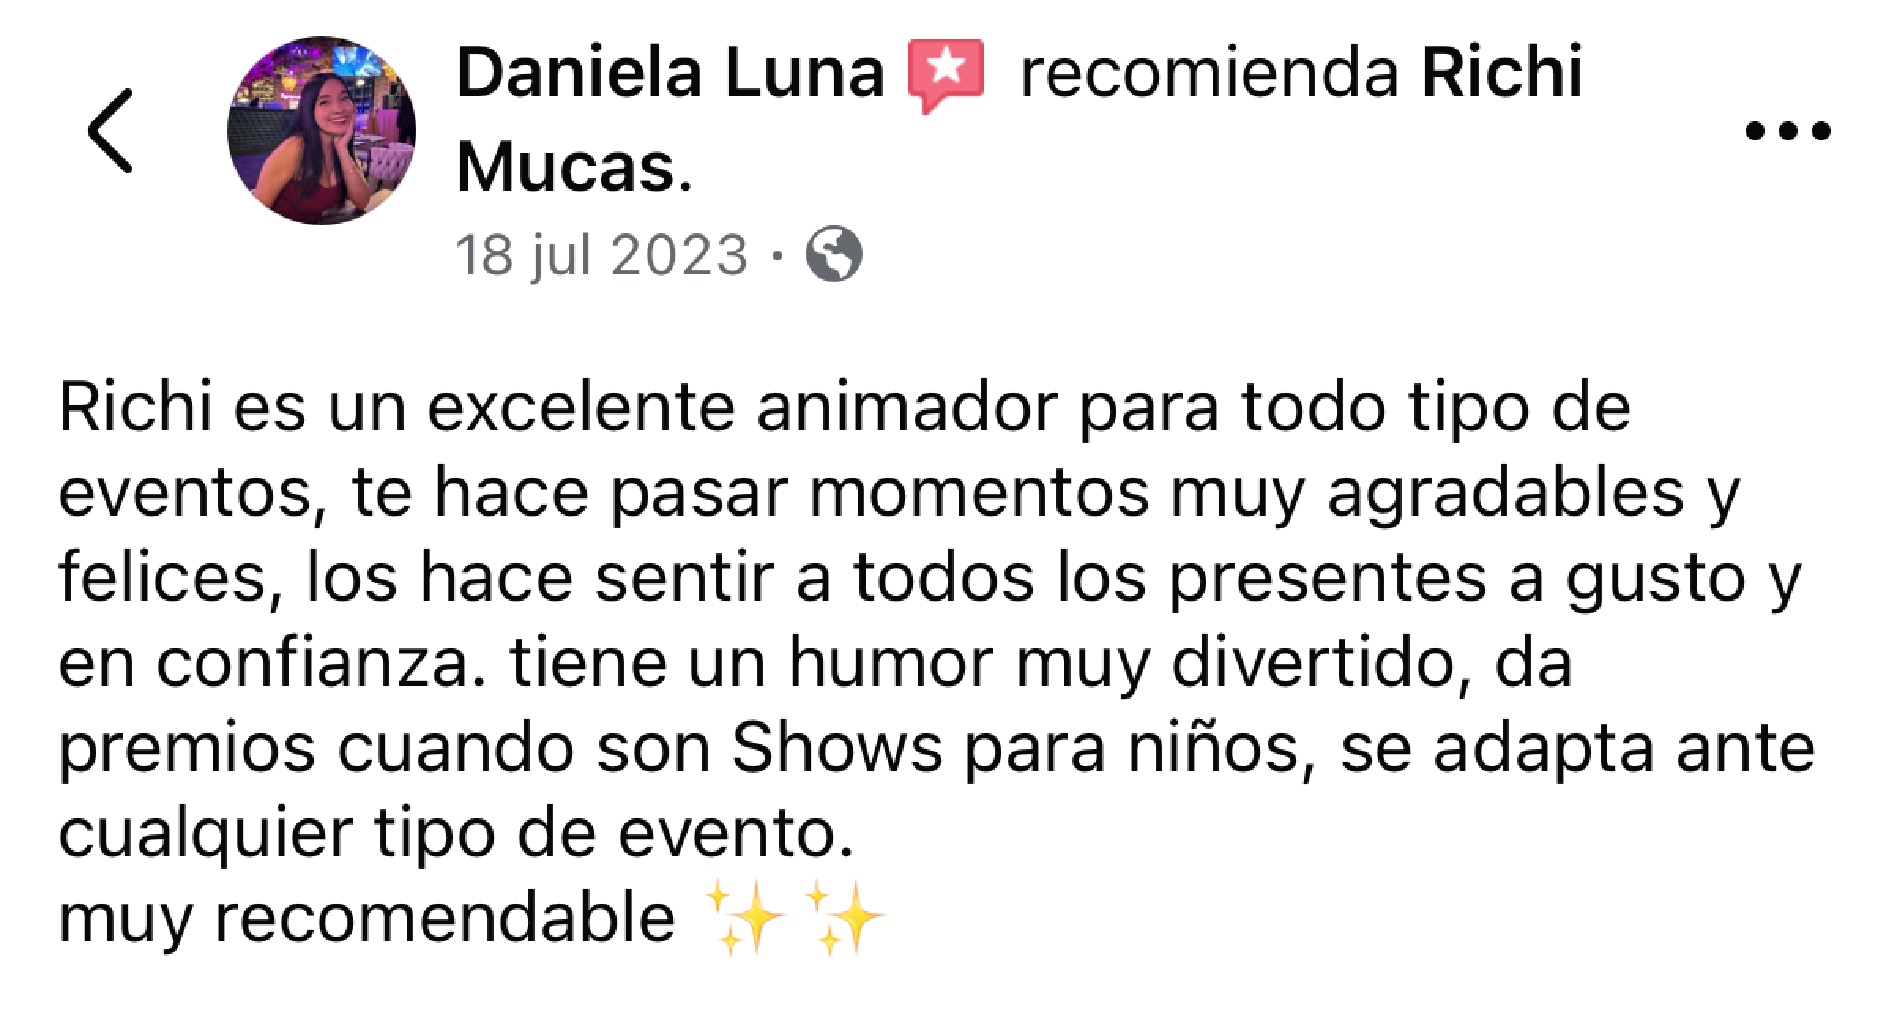 Daniela Luna recomienda Richi
Mucas.
18 jul 2023 ·
Richi es un excelente animador para todo tipo de
eventos, te hace pasar momentos muy agradables y
felices, los hace sentir a todos los presentes a gusto y
en confianza. tiene un humor muy divertido, da
premios cuando son Shows para niños, se adapta ante
cualquier tipo de evento.
muy recomendable ✨✨